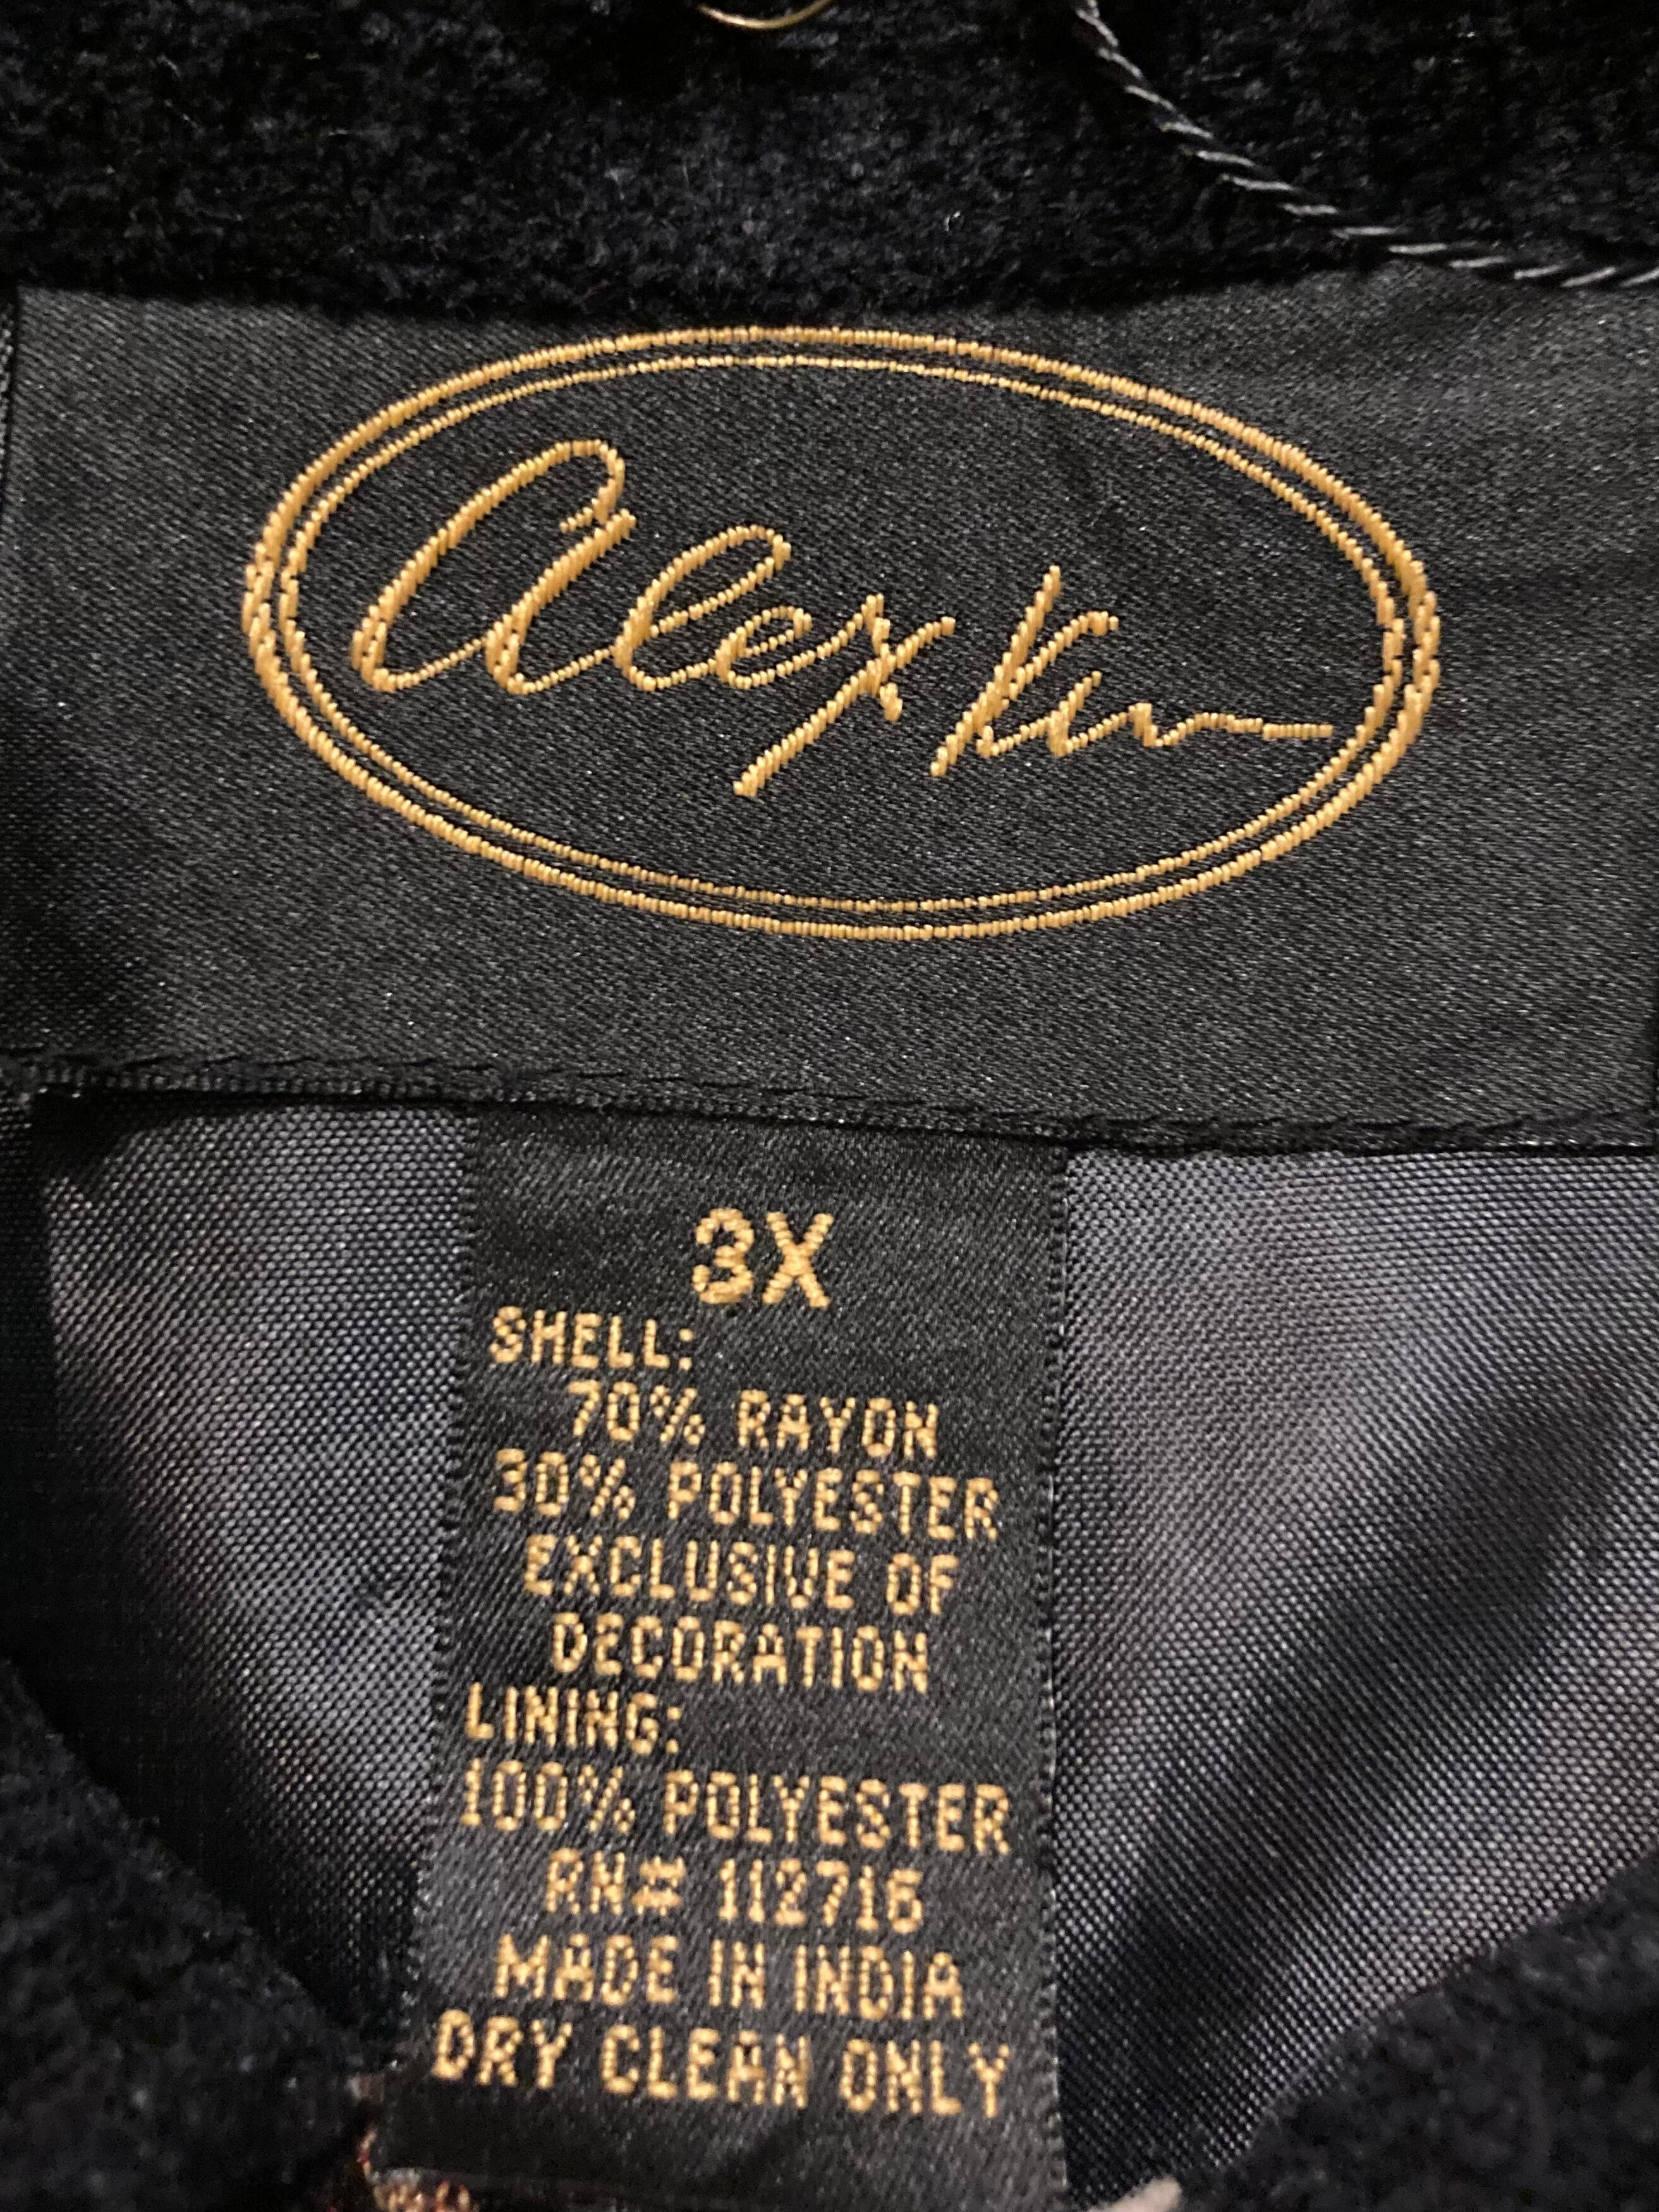 Alex Kim
3X
SHELL:
70% RAYON
30% POLYESTER
EXCLUSIVE OF
DECORATION
LINING:
100% POLYESTER
RN# 112716
MADE IN INDIA
DRY CLEAN ONLY